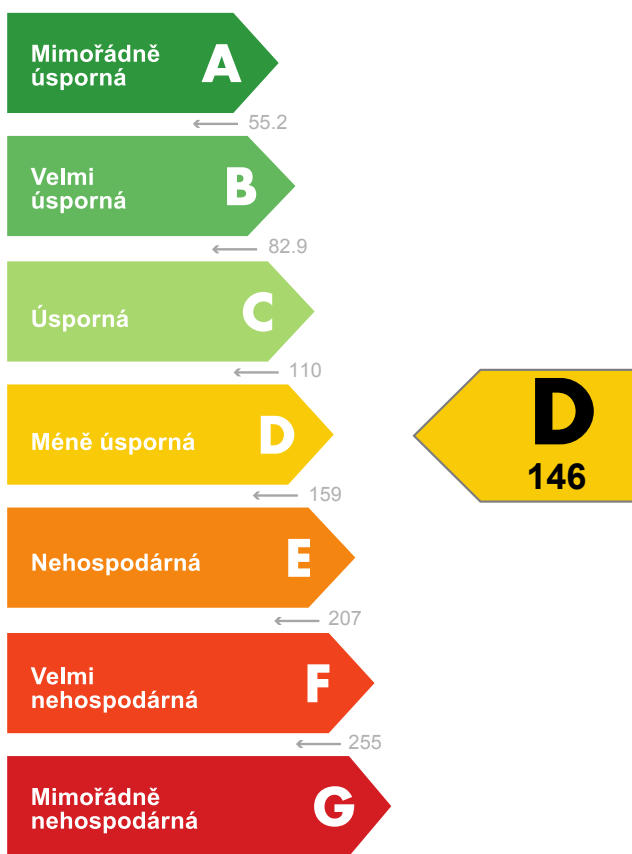 Mimořádně
úsporná
A
55.2
Velmi
úsporná
B
82.9
Úsporná
C
110
Méně úsporná
D
159
D
146
Nehospodárná
E
207
Velmi
nehospodárná
F
255
Mimořádně
nehospodárná
G